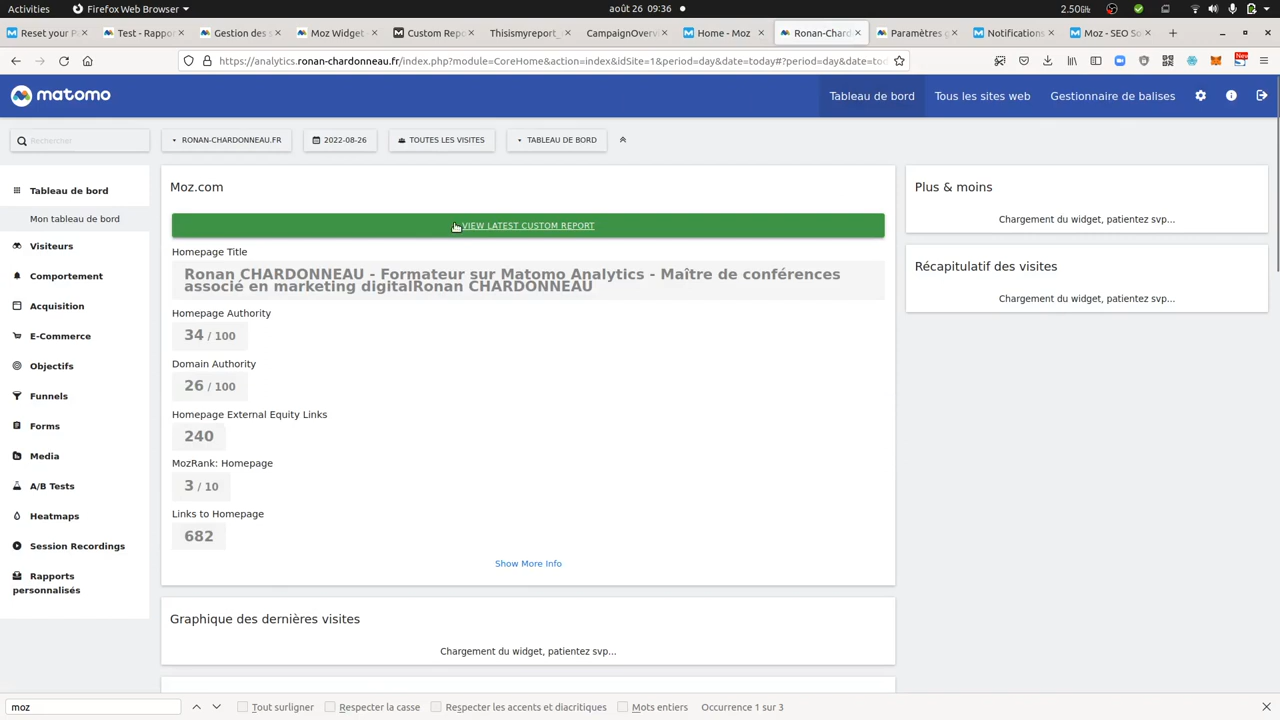 Activities
Firefox Web Browser
août 26 09:36
2.50GHz
Reset your P
Test - Rappor
Gestion des
Moz Widget
Custom Rep
Thisismyreport_
CampaignOvervi
Home - Moz
Ronan-Chard
Paramètres g
Notifications
Moz - SEO So
https://analytics.ronan-chardonneau.fr/index.php?module=CoreHome&action=index&idSite=1&period=day&date=today#?period=day&date=tod
New
matomo
Tableau de bord
Tous les sites web
Gestionnaire de balises
Rechercher
RONAN-CHARDONNEAU.FR
2022-08-26
TOUTES LES VISITES
TABLEAU DE BORD
Tableau de bord
Mon tableau de bord
Visiteurs
Comportement
Acquisition
E-Commerce
Objectifs
Funnels
Forms
Media
A/B Tests
Heatmaps
Session Recordings
Rapports
personnalisés
Moz.com
VIEW LATEST CUSTOM REPORT
Homepage Title
Ronan CHARDONNEAU - Formateur sur Matomo Analytics - Maître de conférences
associé en marketing digitalRonan CHARDONNEAU
Homepage Authority
34 / 100
Domain Authority
26 / 100
Homepage External Equity Links
240
MozRank: Homepage
3 / 10
Links to Homepage
682
Show More Info
Graphique des dernières visites
Chargement du widget, patientez svp...
Plus & moins
Chargement du widget, patientez svp...
Récapitulatif des visites
Chargement du widget, patientez svp...
moz
Tout surligner
Respecter la casse
Respecter les accents et diacritiques
Mots entiers
Occurrence 1 sur 3